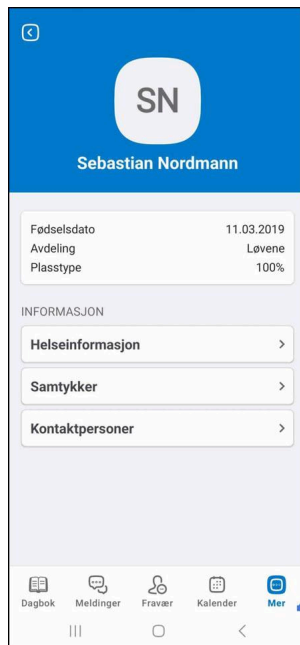 SN
Sebastian Nordmann
Fødselsdato 11.03.2019
Avdeling Løvene
Plasstype 100%
INFORMASJON
Helseinformasjon
Samtykker
Kontaktpersoner
Dagbok Meldinger Fravær Kalender Mer